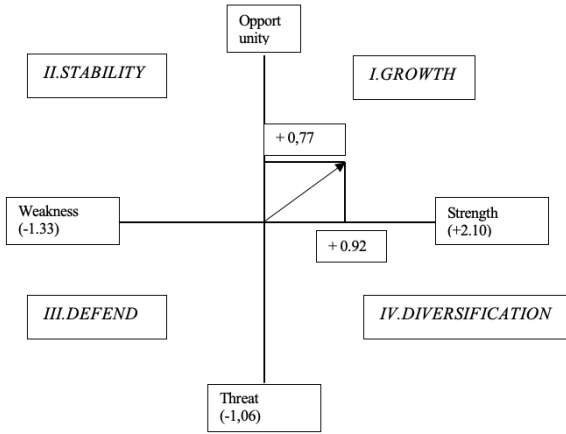 Opport
unity
II.STABILITY
I.GROWTH
+ 0,77
Weakness
(-1.33)
Strength
(+2.10)
+ 0.92
III.DEFEND
IV.DIVERSIFICATION
Threat
(-1,06)